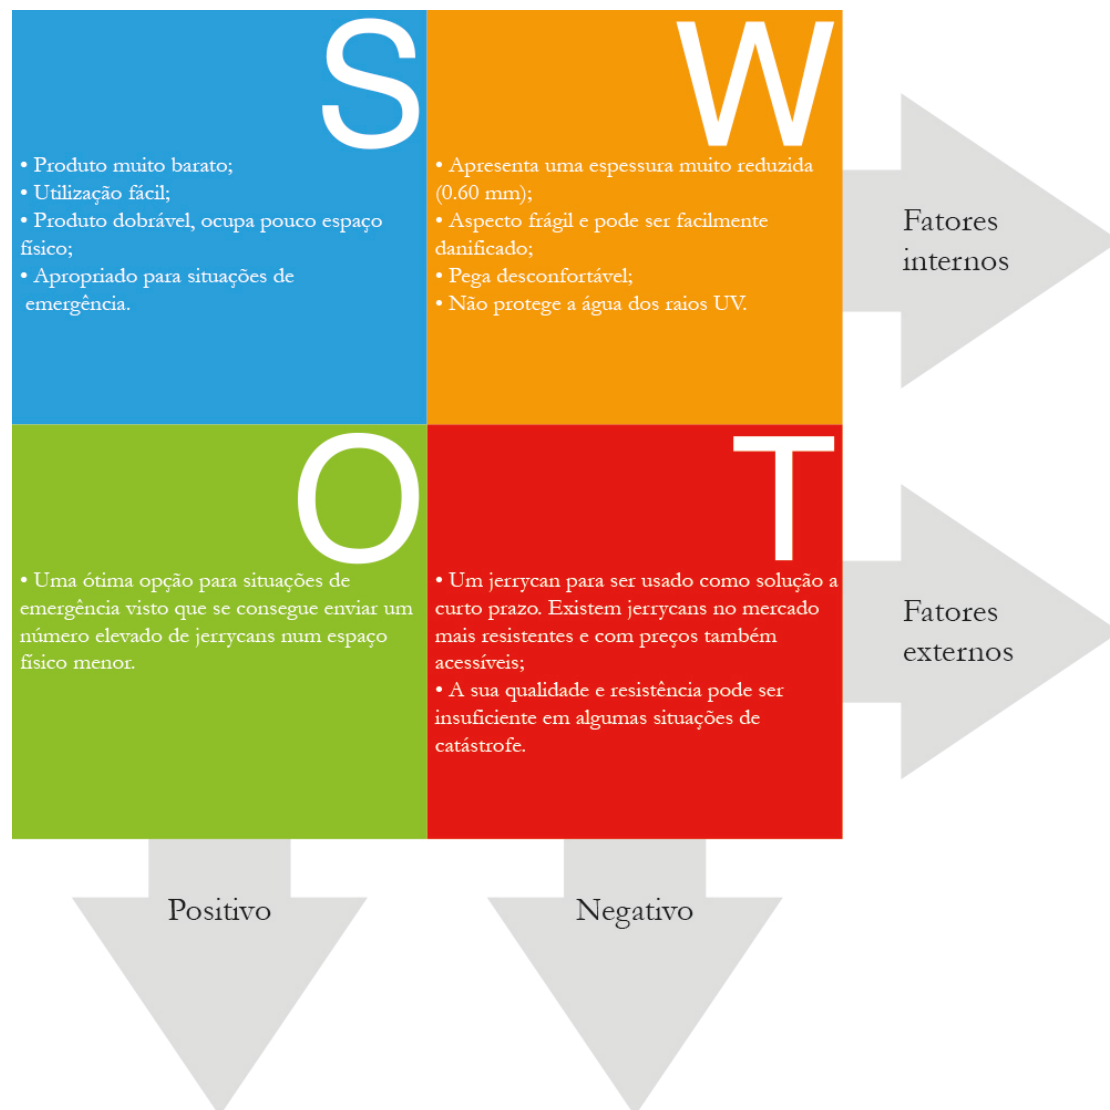 S
• Produto muito barato;
• Utilização fácil;
• Produto dobrável, ocupa pouco espaço
físico;
• Apropriado para situações de
emergência.
W
• Apresenta uma espessura muito reduzida
(0.60 mm);
• Aspecto frágil e pode ser facilmente
danificado;
• Pega desconfortável;
• Não protege a água dos raios UV.
Fatores
internos
O
• Uma ótima opção para situações de
emergência visto que se consegue enviar um
número elevado de jerrycans num espaço
físico menor.
T
• Um jerrycan para ser usado como solução a
curto prazo. Existem jerrycans no mercado
mais resistentes e com preços também
acessíveis;
• A sua qualidade e resistência pode ser
insuficiente em algumas situações de
catástrofe.
Fatores
externos
Positivo
Negativo